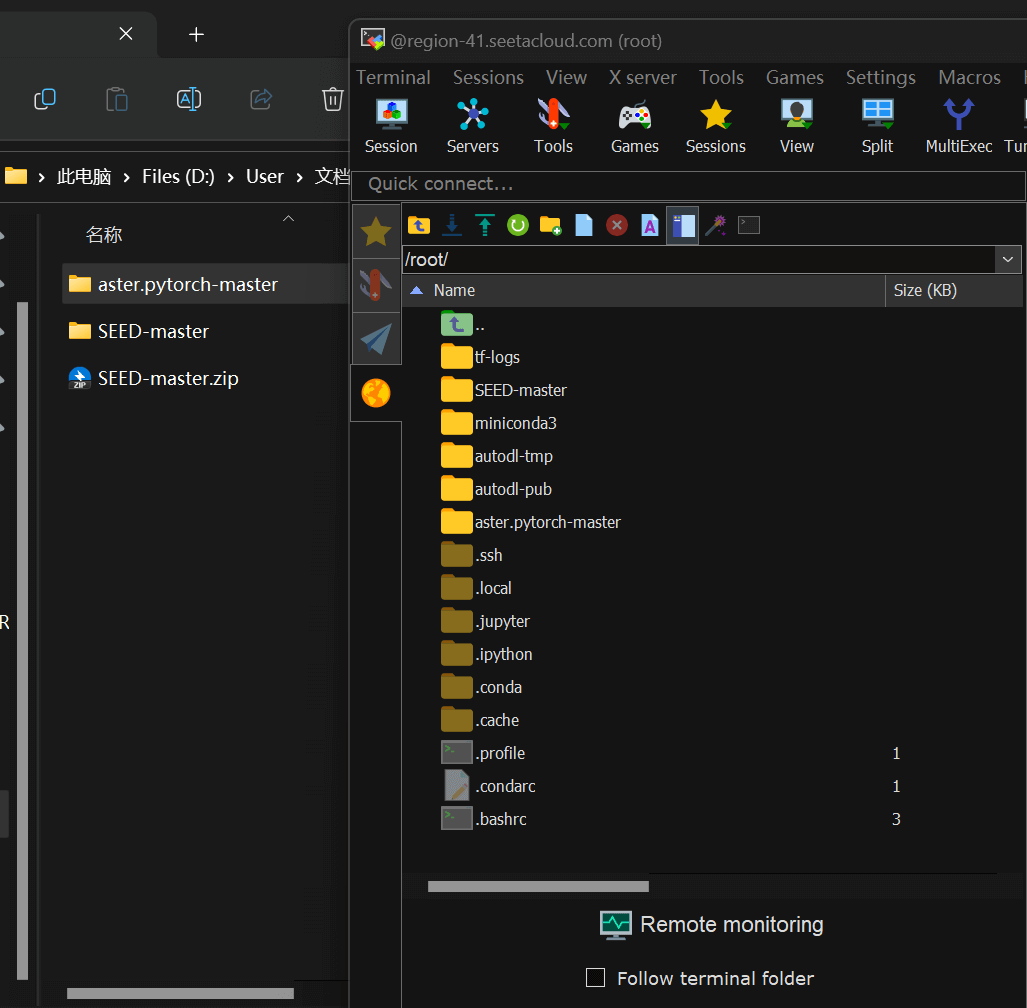 @region-41.seetacloud.com (root)
Terminal Sessions View X server Tools Games Settings Macros
Session Servers Tools Games Sessions View Split MultiExec Tun
此电脑 › Files (D:) › User › 文档
Quick connect...
名称
aster.pytorch-master
SEED-master
SEED-master.zip
ZIP
R
/root/
Name Size (KB)
..
tf-logs
SEED-master
miniconda3
autodl-tmp
autodl-pub
aster.pytorch-master
.ssh
.local
.jupyter
.ipython
.conda
.cache
.profile 1
.condarc 1
.bashrc 3
Remote monitoring
Follow terminal folder